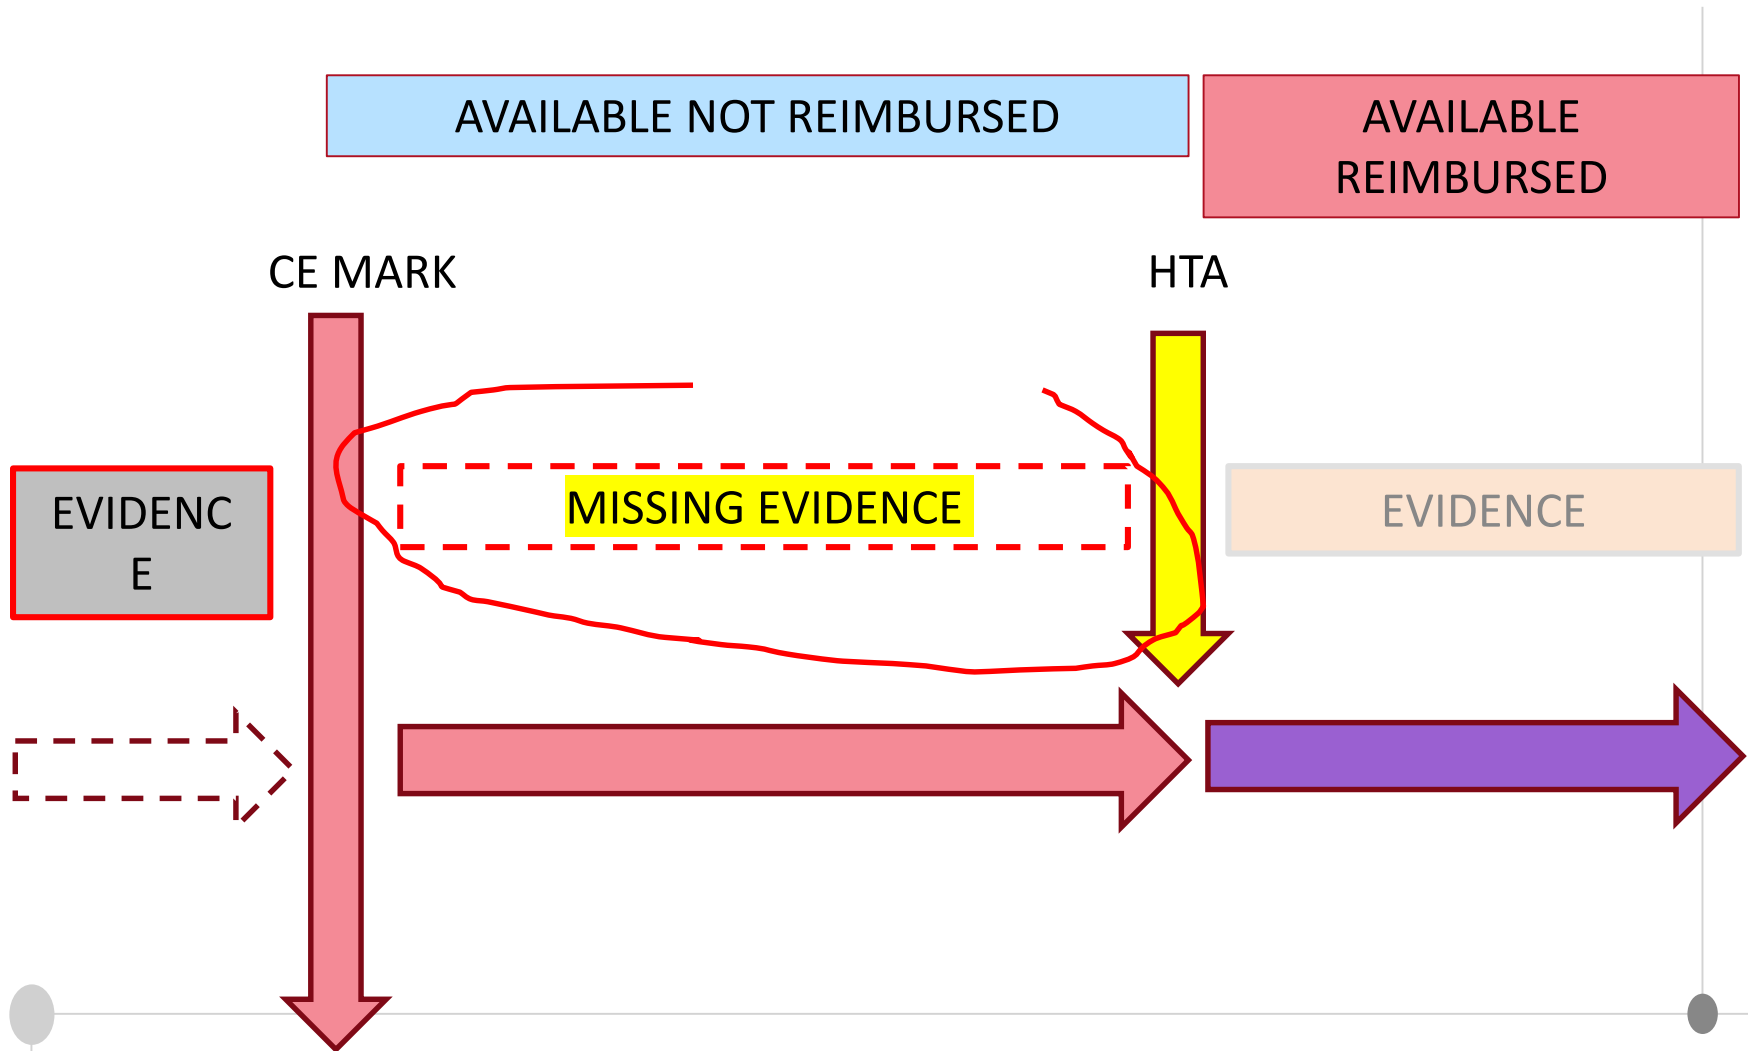 AVAILABLE NOT REIMBURSED
AVAILABLE
REIMBURSED
CE MARK
HTA
EVIDENC
E
MISSING EVIDENCE
EVIDENCE